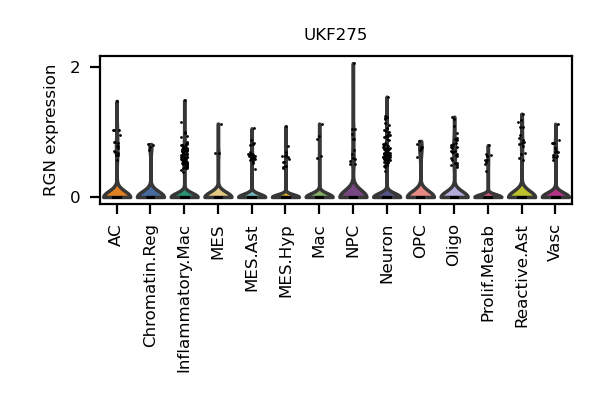 UKF275
RGN expression
2
0
AC
Chromatin.Reg
Inflammatory.Mac
MES
MES.Ast
MES.Hyp
Mac
NPC
Neuron
OPC
Oligo
Prolif.Metab
Reactive.Ast
Vasc